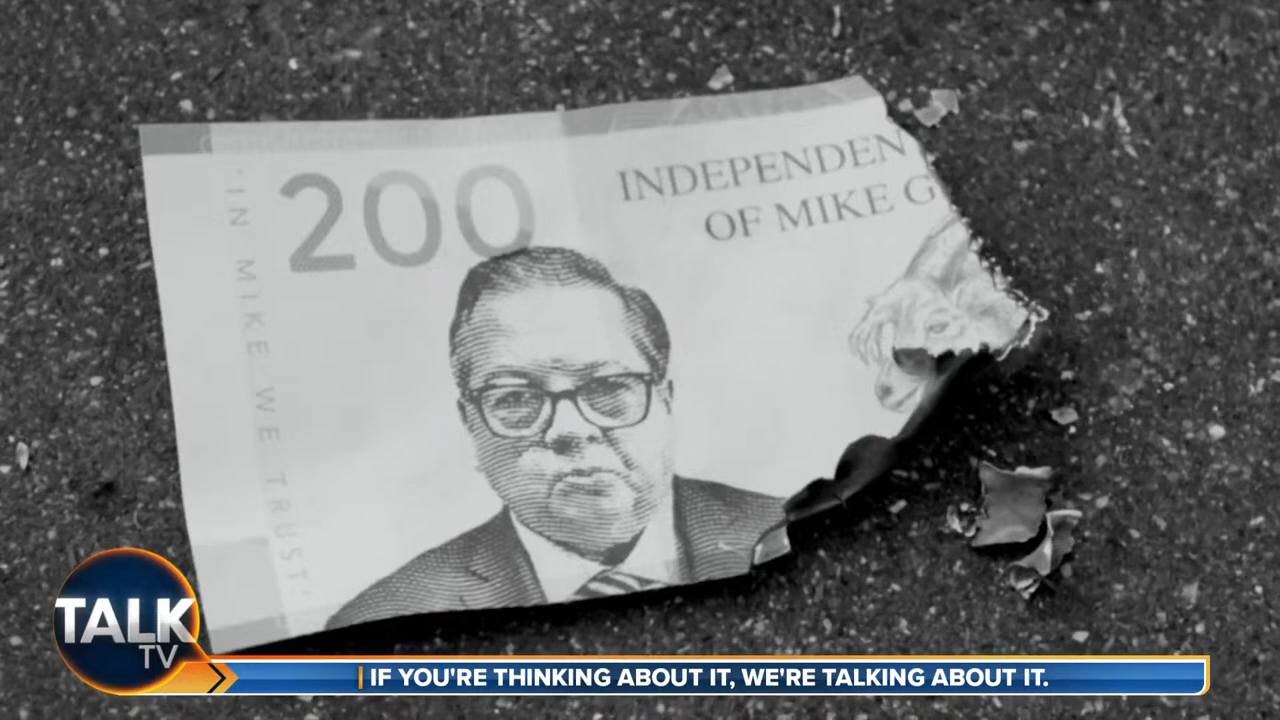 200
INDEPENDEN
OF MIKE G
'IN MIKE WE TRUST'
TALK
TV
IF YOU'RE THINKING ABOUT IT, WE'RE TALKING ABOUT IT.